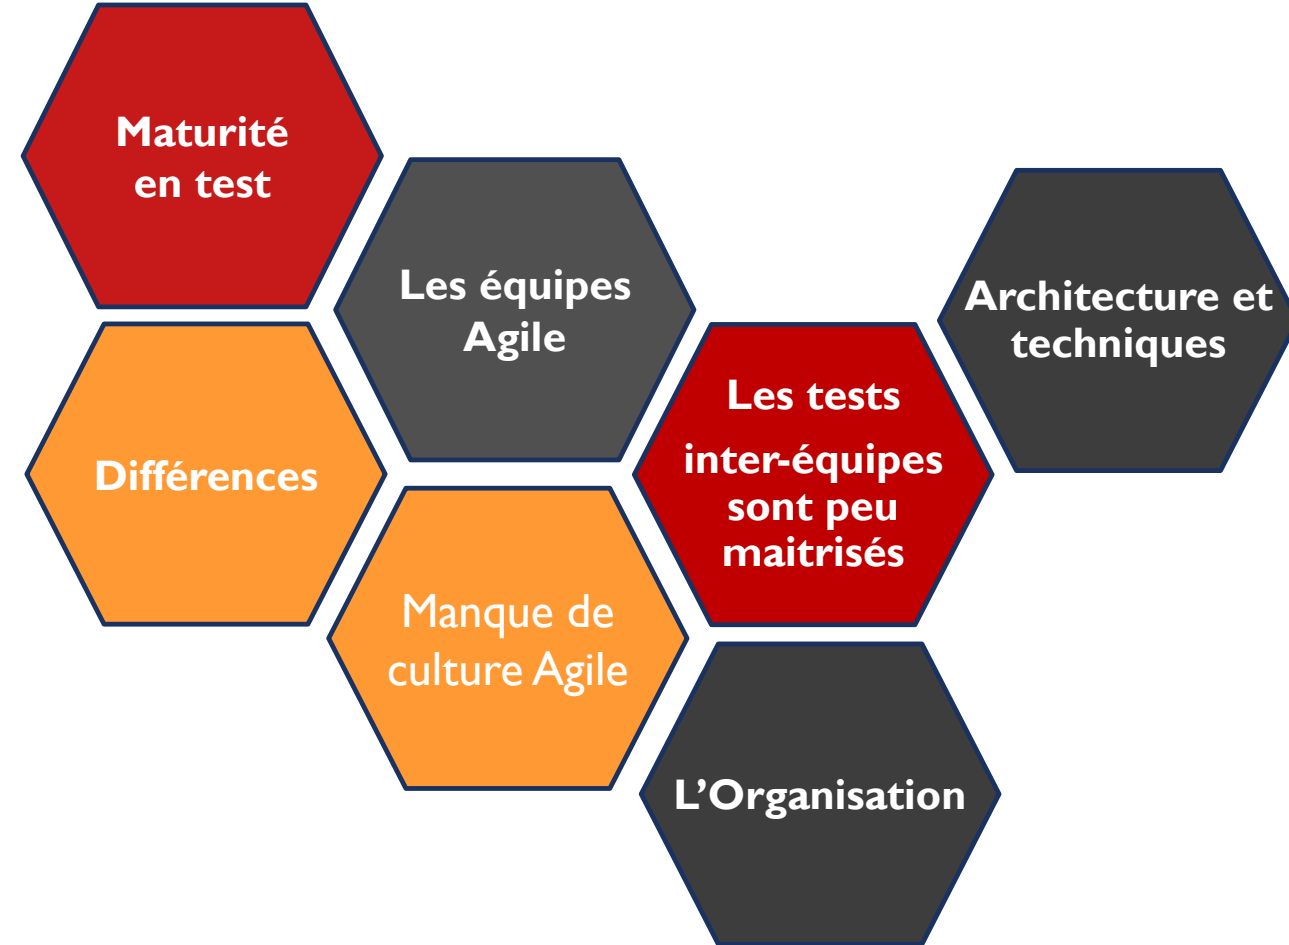 Maturité
en test
Les équipes
Agile
Architecture et
techniques
Différences
Les tests
inter-équipes
sont peu
maitrisés
Manque de
culture Agile
L’Organisation